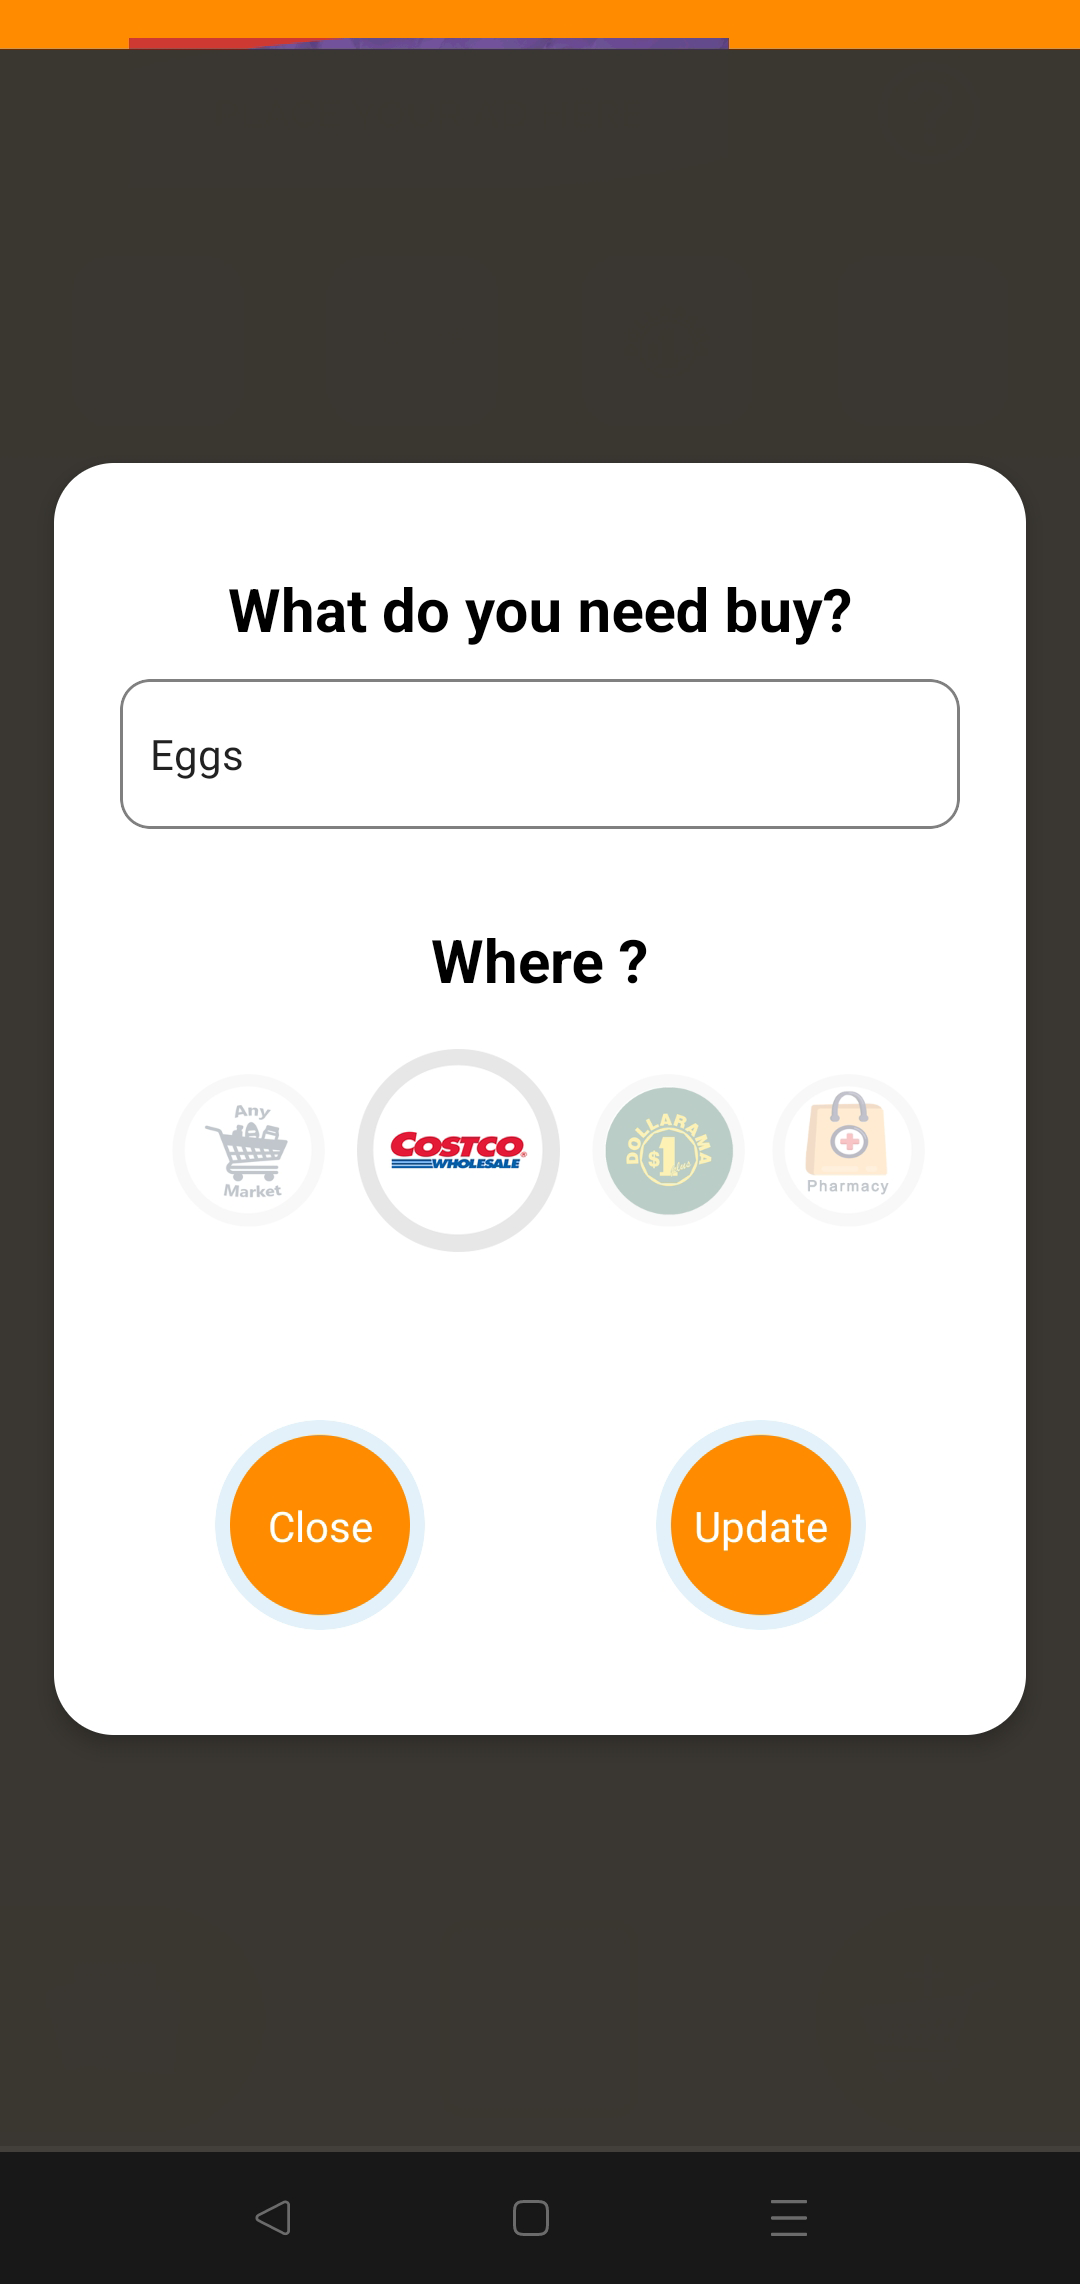 What do you need buy?
Eggs
Where ?
Any
Market
COSTCO
WHOLESALE
DOLLARAMA
$1 plus
Pharmacy
Close
Update